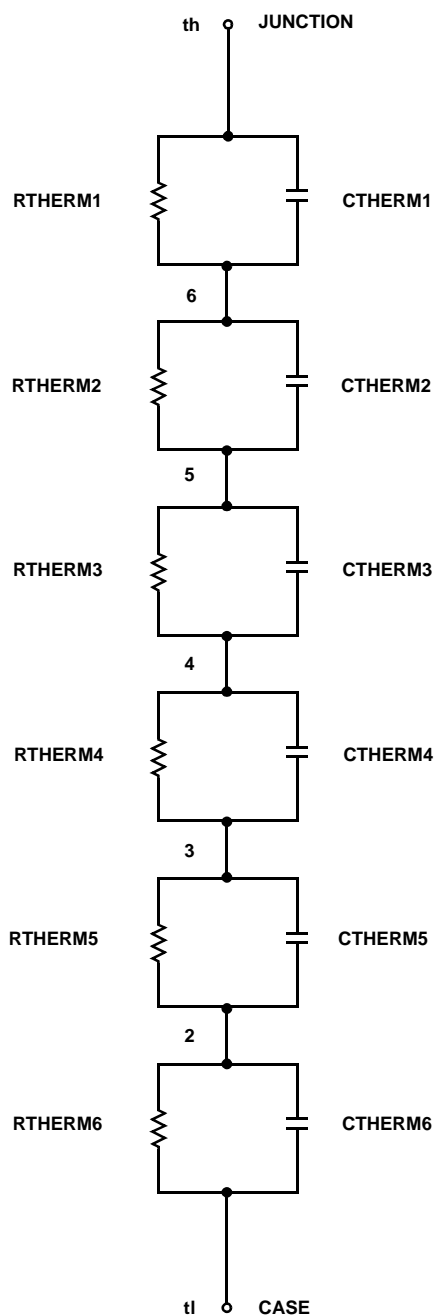 th JUNCTION
RTHERM1 CTHERM1
6
RTHERM2 CTHERM2
5
RTHERM3 CTHERM3
4
RTHERM4 CTHERM4
3
RTHERM5 CTHERM5
2
RTHERM6 CTHERM6
tl CASE